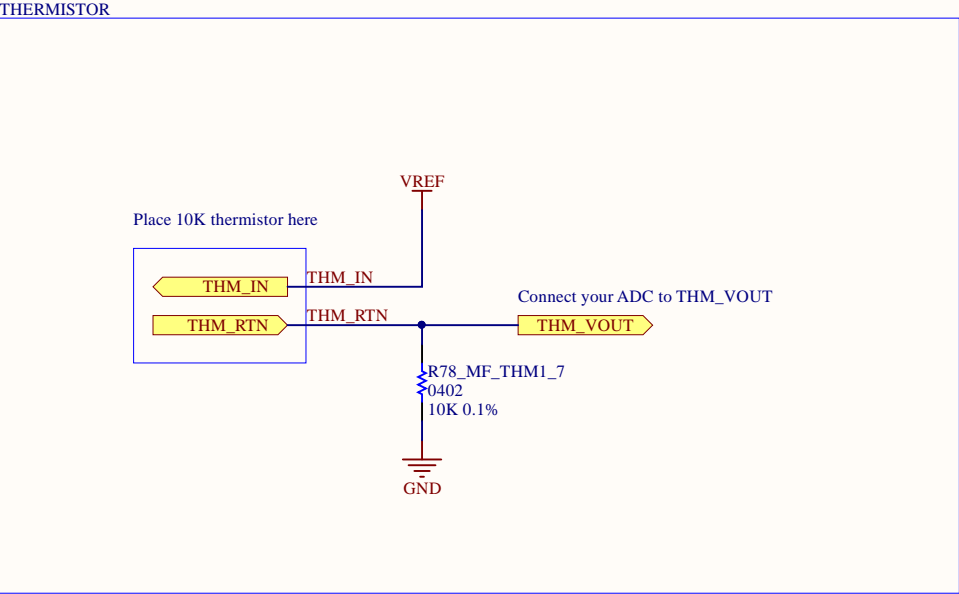 THERMISTOR
VREF
Place 10K thermistor here
THM_IN
THM_IN
Connect your ADC to THM_VOUT
THM_RTN
THM_RTN
THM_VOUT
R78_MF_THM1_7
0402
10K 0.1%
GND